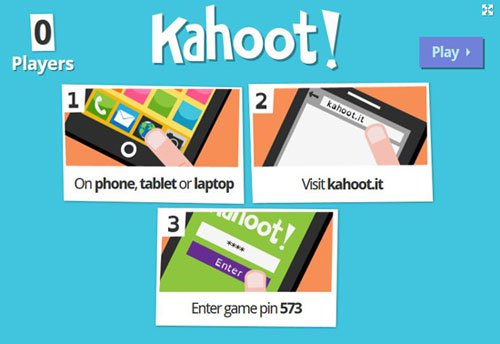 0
Players
Kahoot!
Play
1
On phone, tablet or laptop
2
kahoot.it
Visit kahoot.it
3
Kahoot!
****
Enter
Enter game pin 573